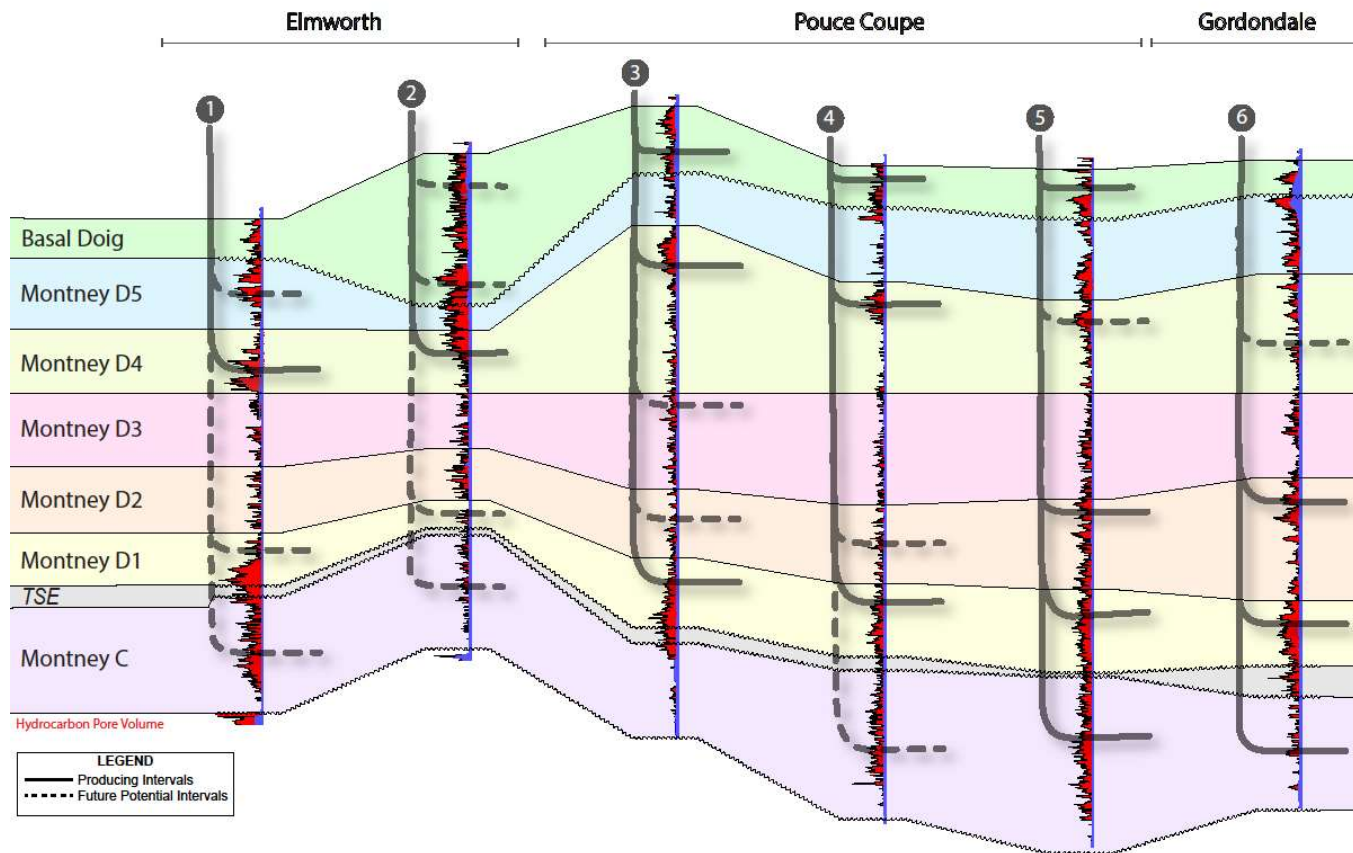 Elmworth
Pouce Coupe
Gordondale
1
2
3
4
5
6
Basal Doig
Montney D5
Montney D4
Montney D3
Montney D2
Montney D1
TSE
Montney C
Hydrocarbon Pore Volume
LEGEND
Producing Intervals
Future Potential Intervals